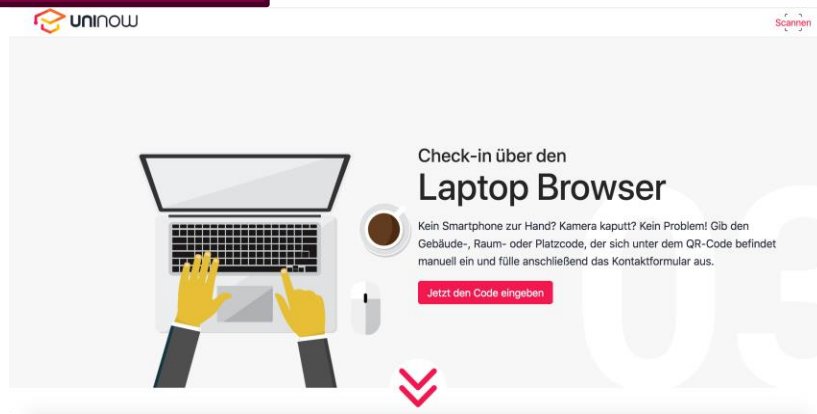 UNINOW
Scannen
Check-in über den
Laptop Browser
Kein Smartphone zur Hand? Kamera kaputt? Kein Problem! Gib den
Gebäude-, Raum- oder Platzcode, der sich unter dem QR-Code befindet
manuell ein und fülle anschließend das Kontaktformular aus.
Jetzt den Code eingeben
03